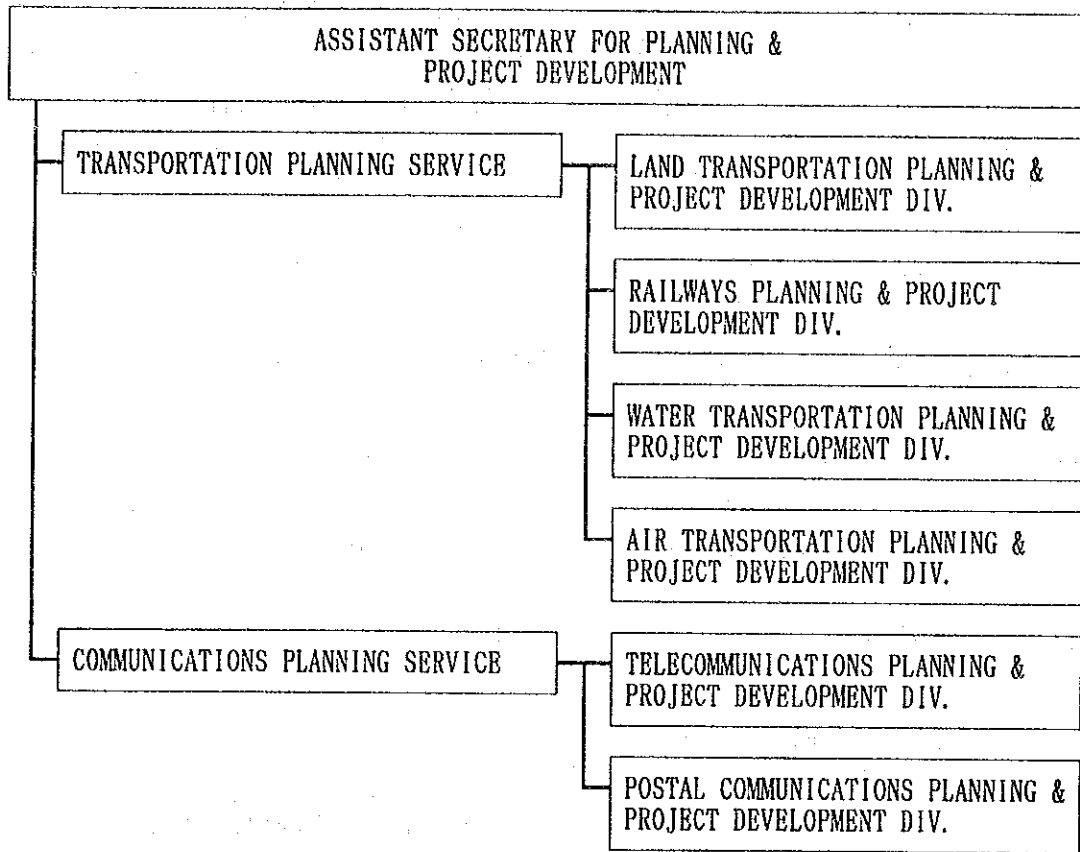 ASSISTANT SECRETARY FOR PLANNING &
PROJECT DEVELOPMENT
TRANSPORTATION PLANNING SERVICE
LAND TRANSPORTATION PLANNING &
PROJECT DEVELOPMENT DIV.
RAILWAYS PLANNING & PROJECT
DEVELOPMENT DIV.
WATER TRANSPORTATION PLANNING &
PROJECT DEVELOPMENT DIV.
AIR TRANSPORTATION PLANNING &
PROJECT DEVELOPMENT DIV.
COMMUNICATIONS PLANNING SERVICE
TELECOMMUNICATIONS PLANNING &
PROJECT DEVELOPMENT DIV.
POSTAL COMMUNICATIONS PLANNING &
PROJECT DEVELOPMENT DIV.